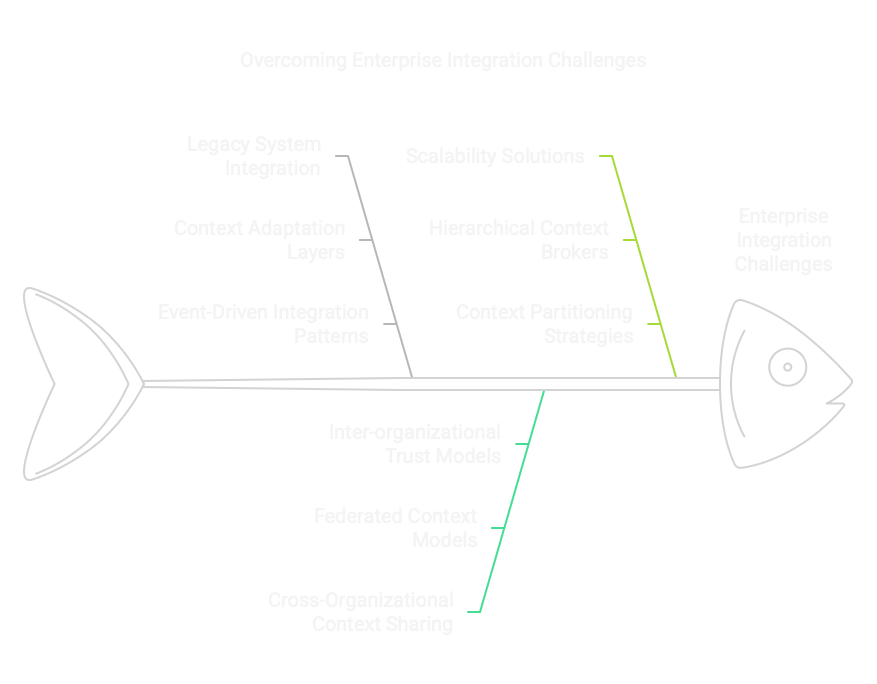 Overcoming Enterprise Integration Challenges
Legacy System
Integration
Scalability Solutions
Context Adaptation
Layers
Hierarchical Context
Brokers
Enterprise
Integration
Challenges
Event-Driven Integration
Patterns
Context Partitioning
Strategies
Inter-organizational
Trust Models
Federated Context
Models
Cross-Organizational
Context Sharing